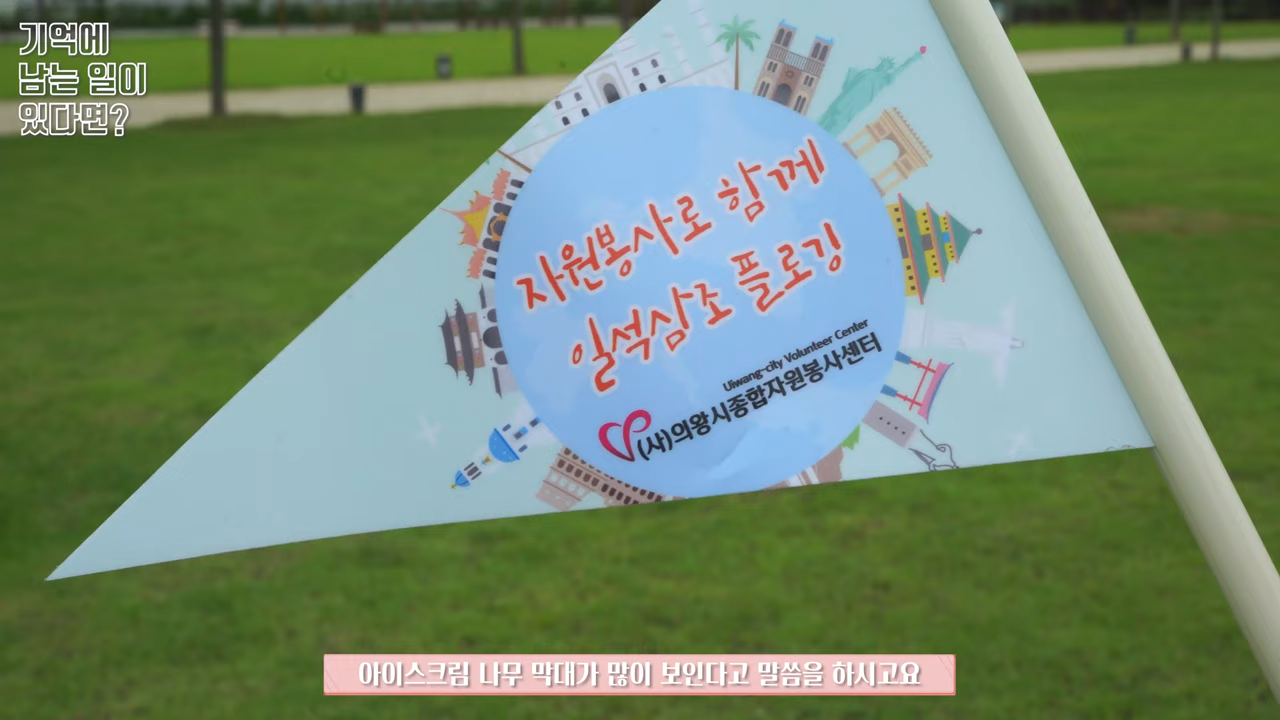 기억에
남는 일이
있다면?
자원봉사로 함께
일석삼조 플로깅
Uiwang-city Volunteer Center
(사)의왕시종합자원봉사센터
아이스크림 나무 막대가 많이 보인다고 말씀을 하시고요